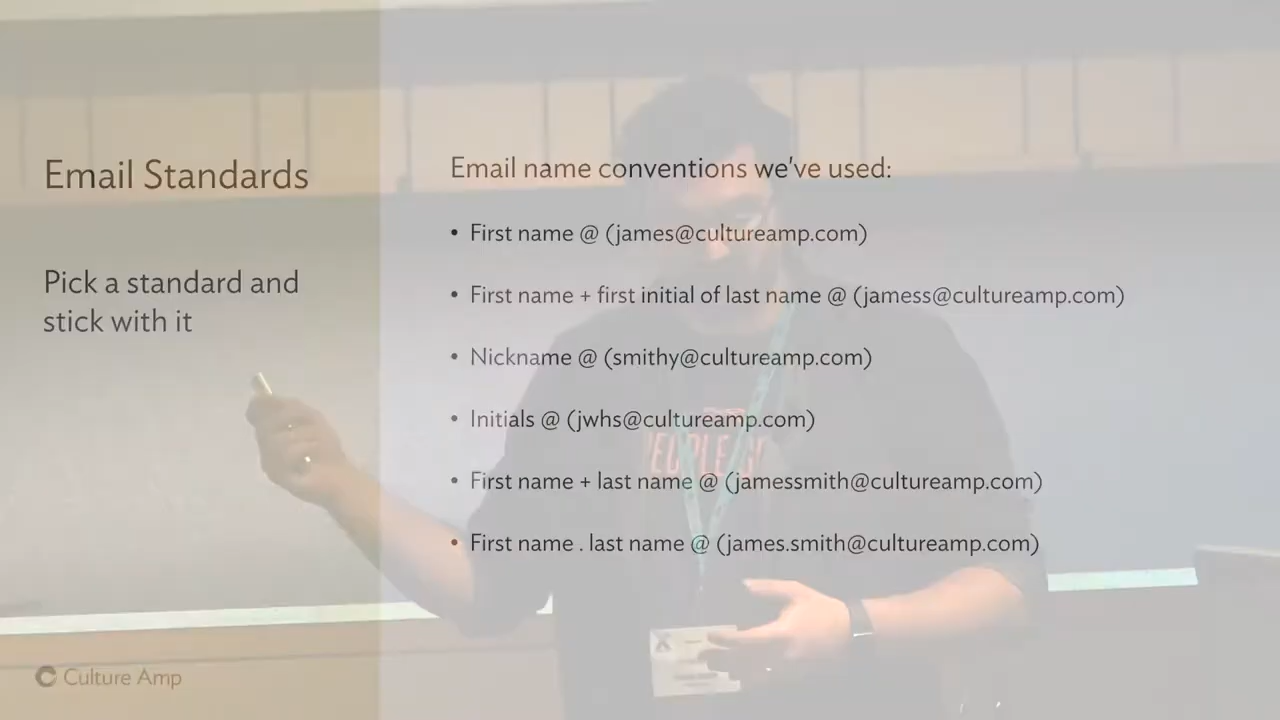 Email Standards
Pick a standard and
stick with it
Email name conventions we've used:
• First name @ (james@cultureamp.com)
• First name + first initial of last name @ (jamess@cultureamp.com)
• Nickname @ (smithy@cultureamp.com)
• Initials @ (jwhs@cultureamp.com)
• First name + last name @ (jamessmith@cultureamp.com)
• First name . last name @ (james.smith@cultureamp.com)
Culture Amp